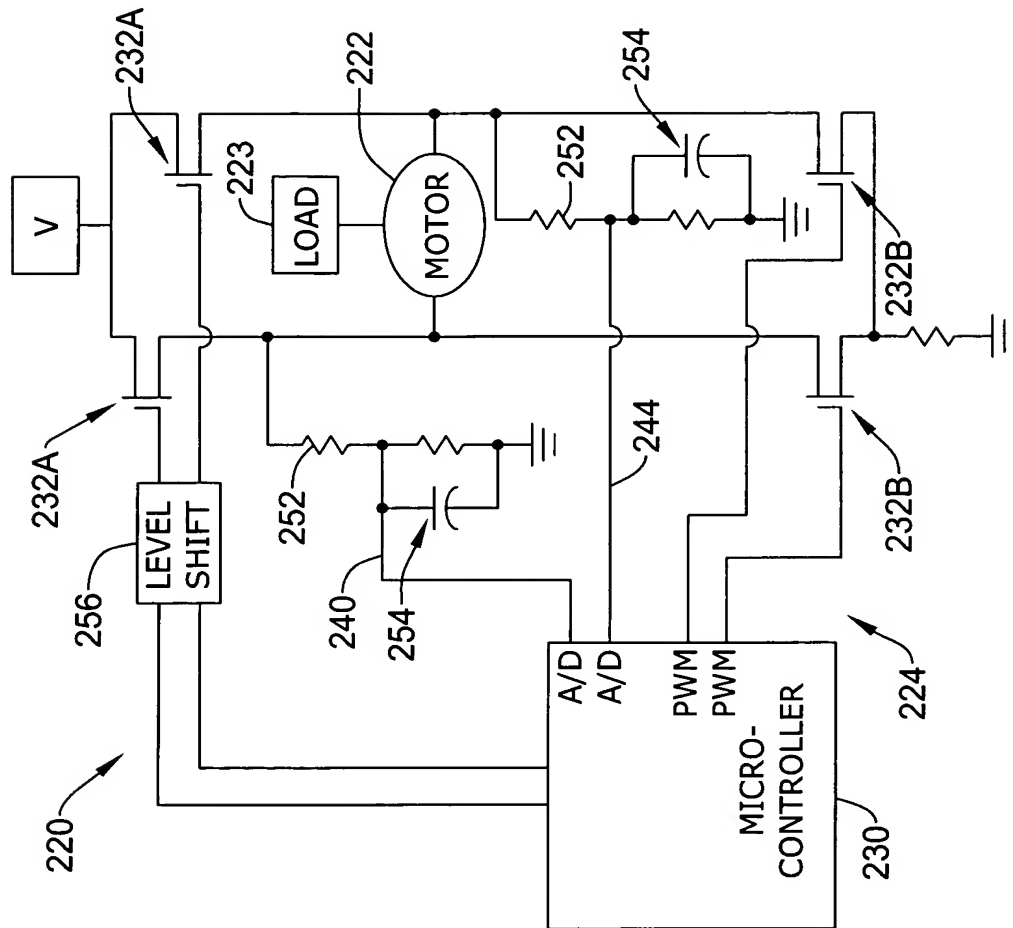 V
232A
232A
223
LOAD
222
MOTOR
256
LEVEL
SHIFT
252
254
252
240
254
244
220
A/D
A/D
PWM
PWM
MICRO-
CONTROLLER
230
224
232B
232B